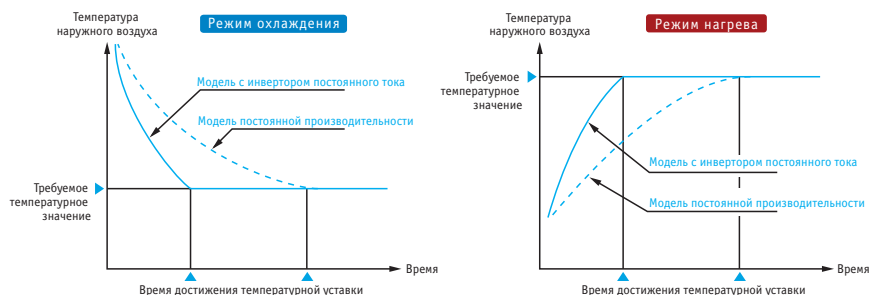 Температура
наружного воздуха
Режим охлаждения
Модель с инвертором постоянного тока
Модель постоянной производительности
Требуемое
температурное
значение
Время
Время достижения температурной уставки
Температура
наружного воздуха
Режим нагрева
Требуемое
температурное
значение
Модель с инвертором постоянного тока
Модель постоянной производительности
Время
Время достижения температурной уставки